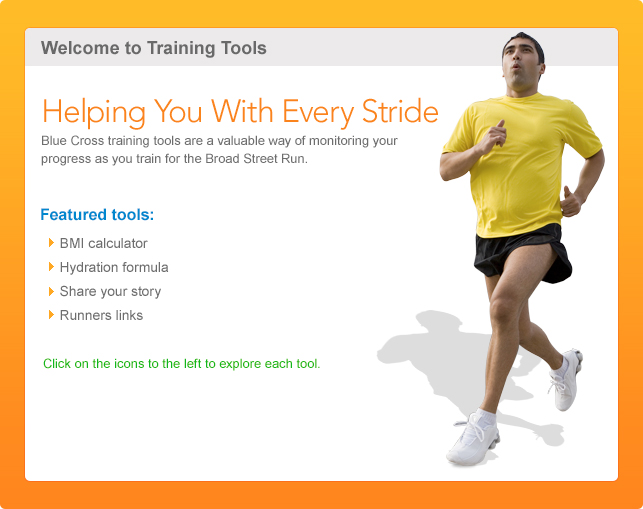 Welcome to Training Tools
Helping You With Every Stride
Blue Cross training tools are a valuable way of monitoring your
progress as you train for the Broad Street Run.
Featured tools:
BMI calculator
Hydration formula
Share your story
Runners links
Click on the icons to the left to explore each tool.